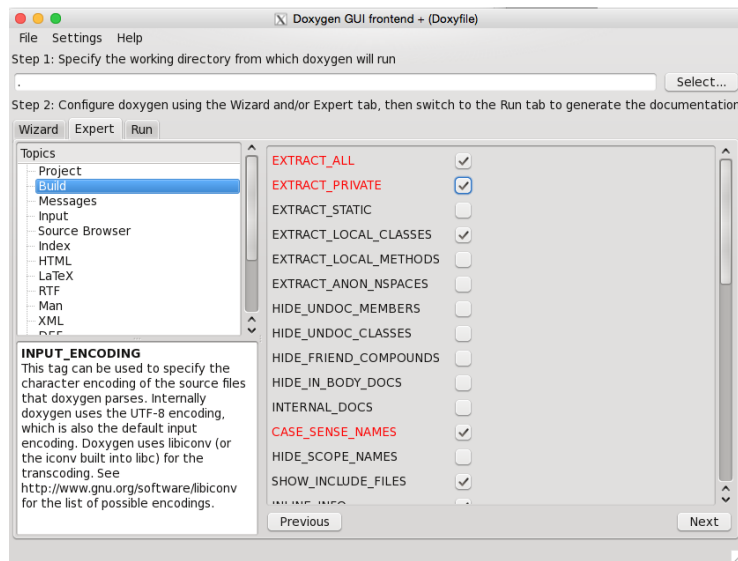 X Doxygen GUI frontend + (Doxyfile)
File Settings Help
Step 1: Specify the working directory from which doxygen will run
.
Select...
Step 2: Configure doxygen using the Wizard and/or Expert tab, then switch to the Run tab to generate the documentation
Wizard Expert Run
Topics
Project
Build
Messages
Input
Source Browser
Index
HTML
LaTeX
RTF
Man
XML
INPUT_ENCODING
This tag can be used to specify the
character encoding of the source files
that doxygen parses. Internally
doxygen uses the UTF-8 encoding,
which is also the default input
encoding. Doxygen uses libiconv (or
the iconv built into libc) for the
transcoding. See
http://www.gnu.org/software/libiconv
for the list of possible encodings.
EXTRACT_ALL
EXTRACT_PRIVATE
EXTRACT_STATIC
EXTRACT_LOCAL_CLASSES
EXTRACT_LOCAL_METHODS
EXTRACT_ANON_NSPACES
HIDE_UNDOC_MEMBERS
HIDE_UNDOC_CLASSES
HIDE_FRIEND_COMPOUNDS
HIDE_IN_BODY_DOCS
INTERNAL_DOCS
CASE_SENSE_NAMES
HIDE_SCOPE_NAMES
SHOW_INCLUDE_FILES
Previous
Next